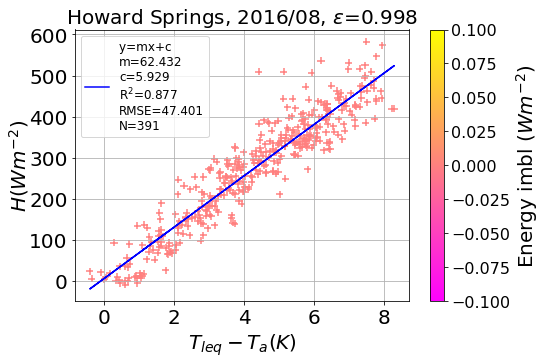 Howard Springs, 2016/08, ε=0.998
y=mx+c
m=62.432
c=5.929
R²=0.877
RMSE=47.401
N=391
600
500
400
300
200
100
0
H(Wm⁻²)
0 2 4 6 8
T_leq − T_a(K)
0.100
0.075
0.050
0.025
0.000
−0.025
−0.050
−0.075
−0.100
Energy imbl (Wm⁻²)